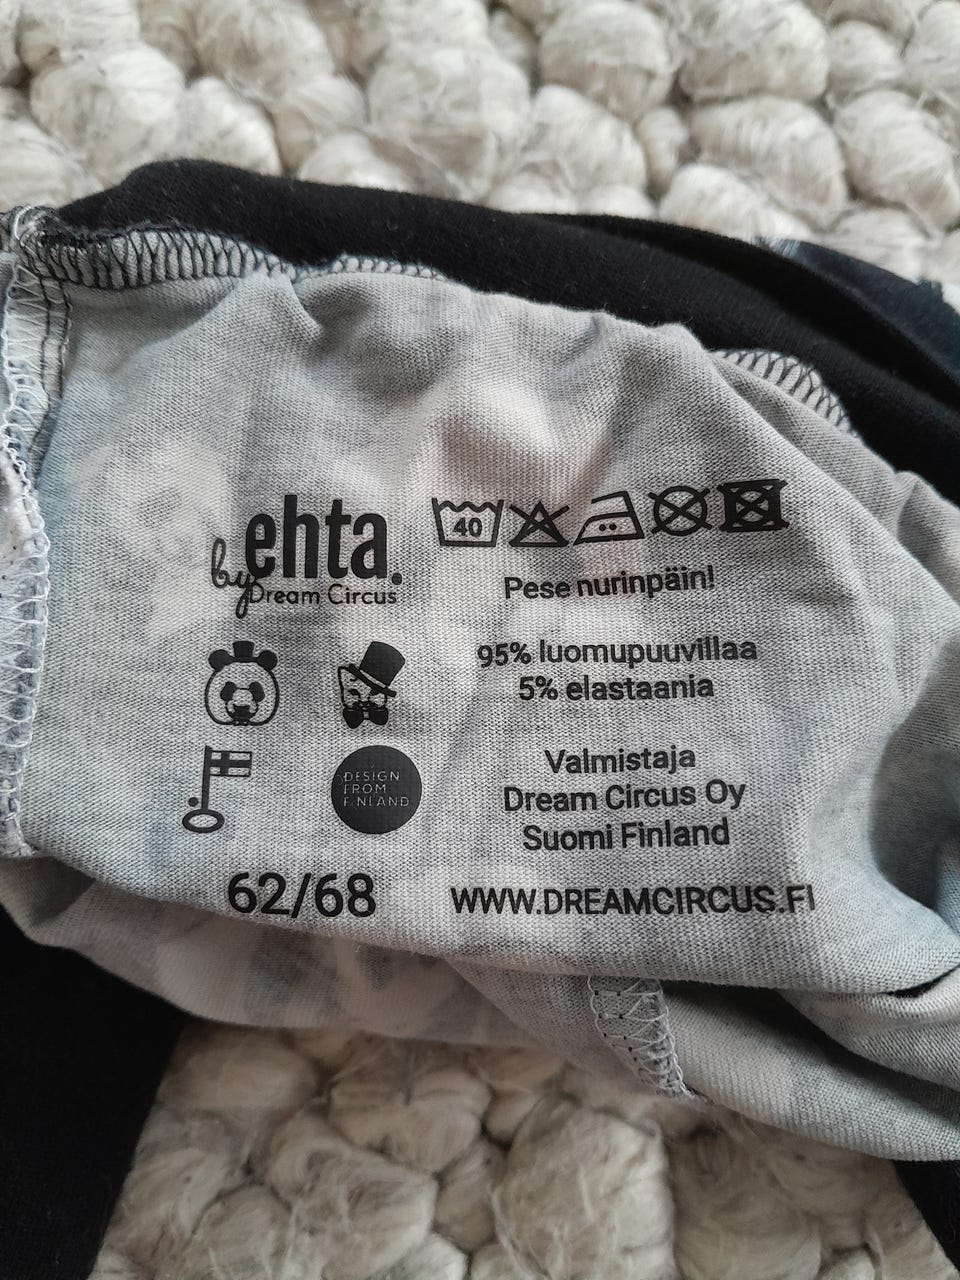 ehta.
by Dream Circus
40
Pese nurinpäin!
95% luomupuuvillaa
5% elastaania
DESIGN
FROM
FINLAND
Valmistaja
Dream Circus Oy
Suomi Finland
62/68
WWW.DREAMCIRCUS.FI